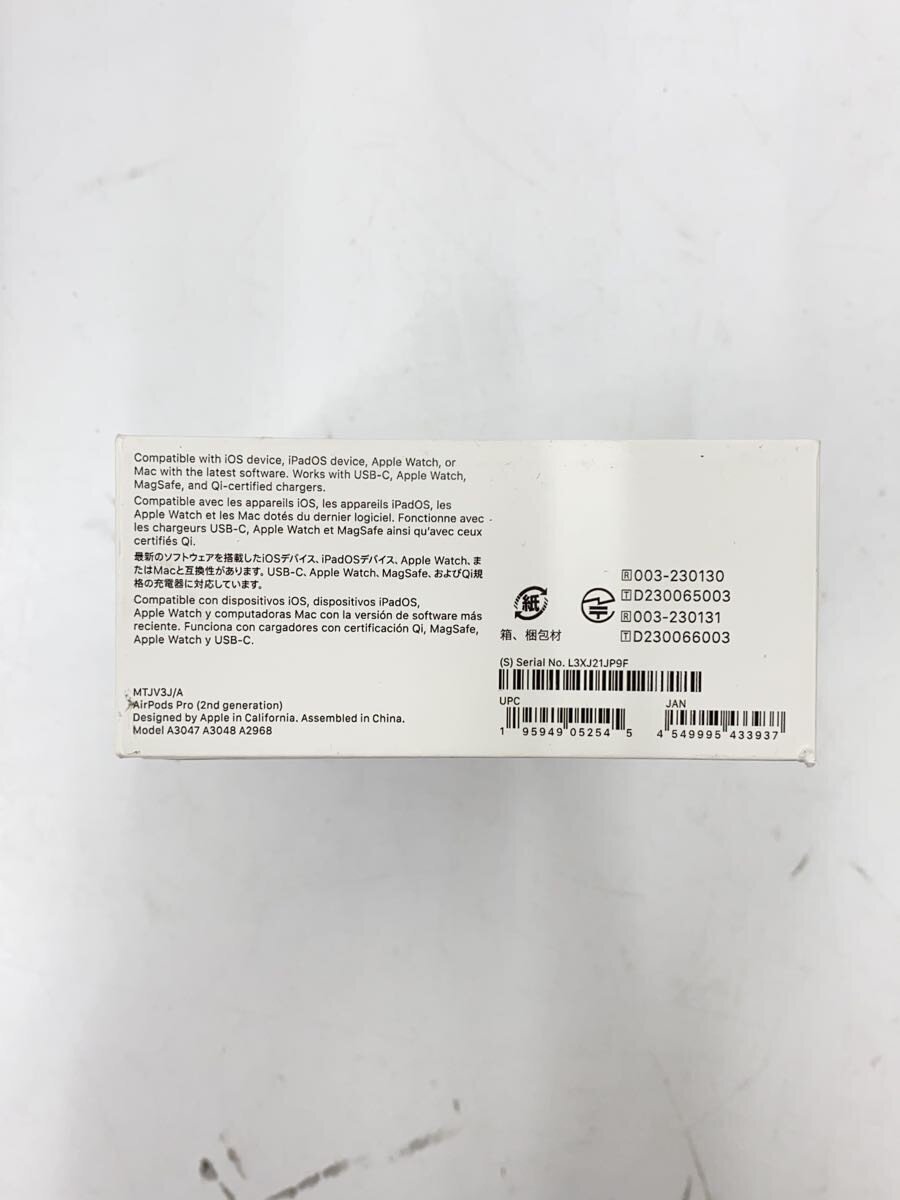 Compatible with iOS device, iPadOS device, Apple Watch, or
Mac with the latest software. Works with USB-C, Apple Watch,
MagSafe, and Qi-certified chargers.
Compatible avec les appareils iOS, les appareils iPadOS, les
Apple Watch et les Mac dotés du dernier logiciel. Fonctionne avec
les chargeurs USB-C, Apple Watch et MagSafe ainsi qu'avec ceux
certifiés Qi.
最新のソフトウェアを搭載したiOSデバイス、iPadOSデバイス、Apple Watch、ま
たはMacと互換性があります。USB-C、Apple Watch、MagSafe、およびQi規
格の充電器に対応しています。
Compatible con dispositivos iOS, dispositivos iPadOS,
Apple Watch y computadoras Mac con la versión de software más
reciente. Funciona con cargadores con certificación Qi, MagSafe,
Apple Watch y USB-C.
MTJV3J/A
AirPods Pro (2nd generation)
Designed by Apple in California. Assembled in China.
Model A3047 A3048 A2968
紙
箱、梱包材
R 003-230130
T D230065003
R 003-230131
T D230066003
(S) Serial No. L3XJ21JP9F
UPC
1 95949 05254 5
JAN
4 549995 433937